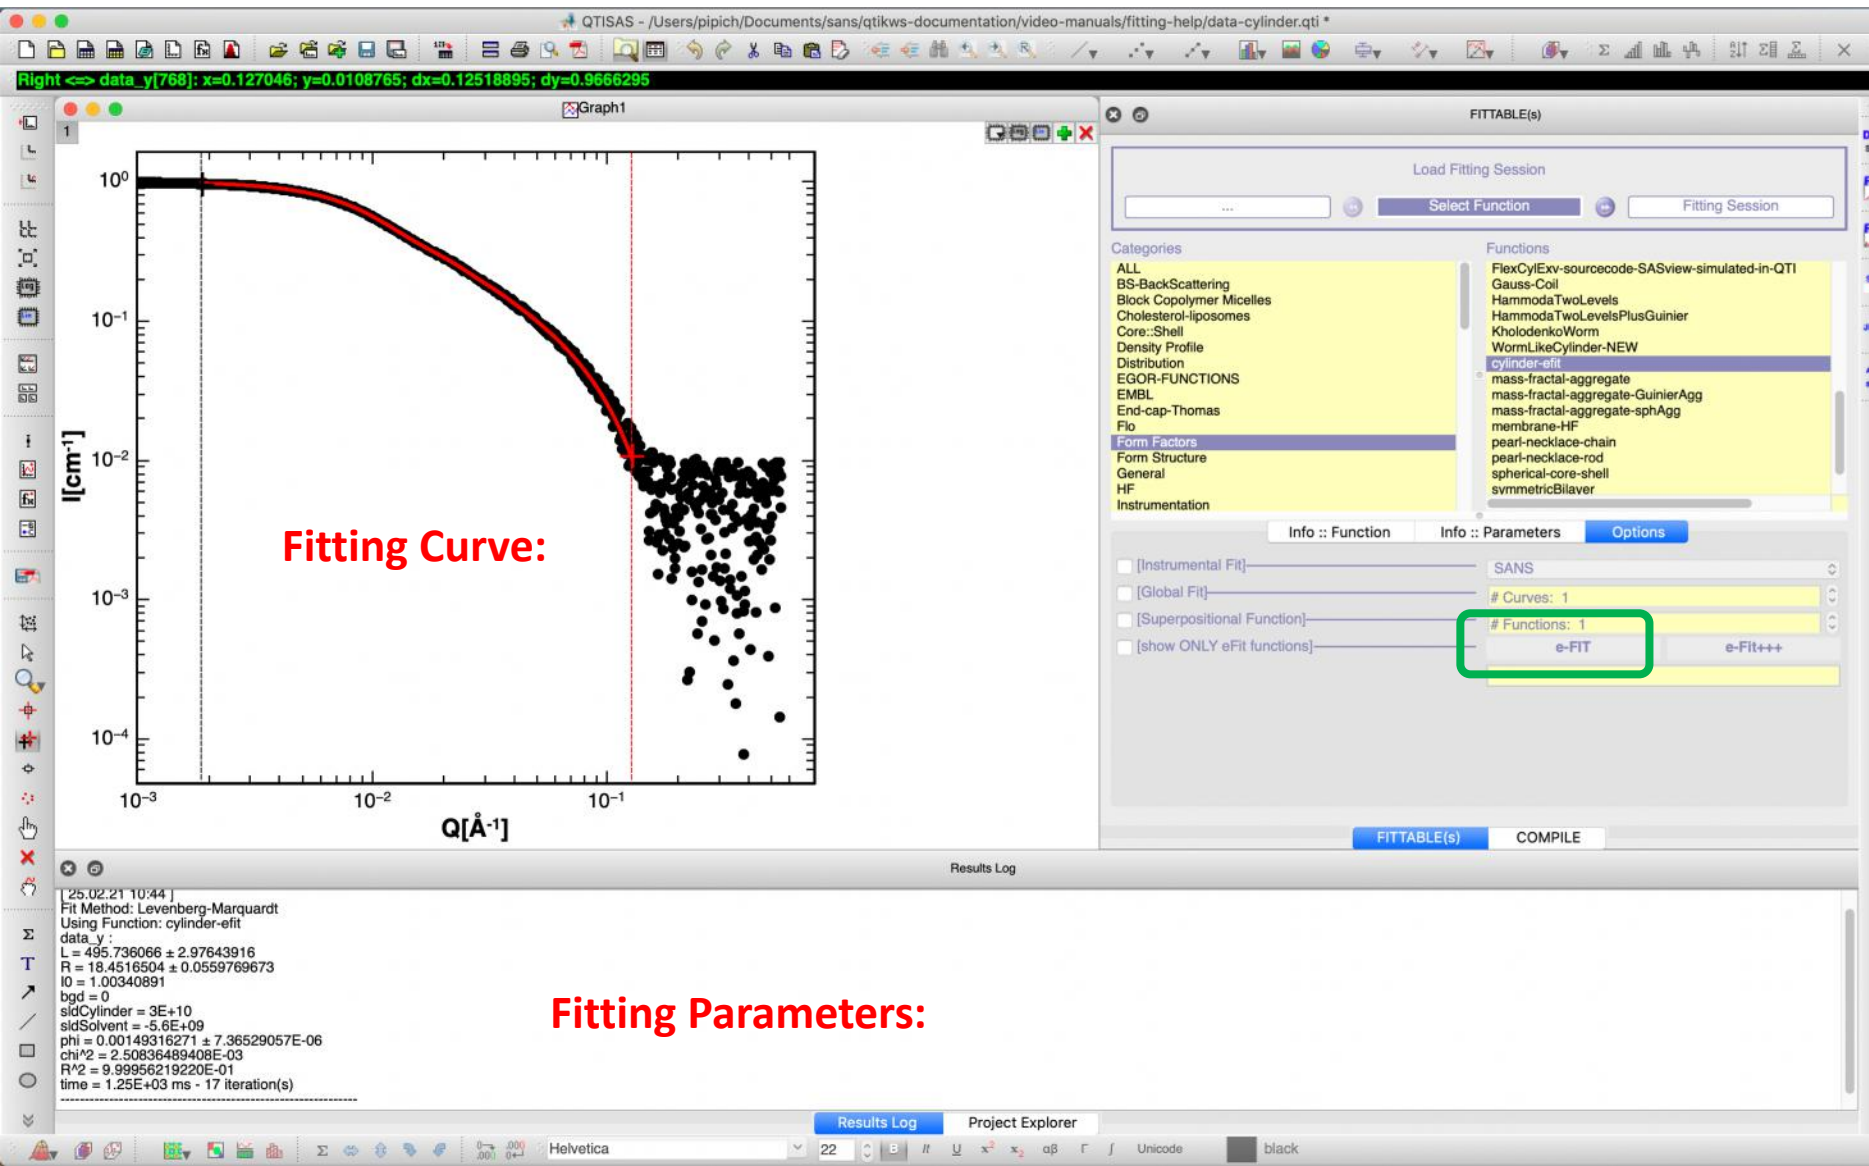 QTISAS - /Users/pipich/Documents/sans/qtikws-documentation/video-manuals/fitting-help/data-cylinder.qti *
Right <=> data_y[768]: x=0.127046; y=0.0108765; dx=0.12518895; dy=0.9666295
Graph1
1
10⁰
10⁻¹
10⁻²
10⁻³
10⁻⁴
I[cm⁻¹]
Fitting Curve:
10⁻³ 10⁻² 10⁻¹
Q[Å⁻¹]
FITTABLE(s)
Load Fitting Session
... Select Function Fitting Session
Categories
ALL
BS-BackScattering
Block Copolymer Micelles
Cholesterol-liposomes
Core::Shell
Density Profile
Distribution
EGOR-FUNCTIONS
EMBL
End-cap-Thomas
Flo
Form Factors
Form Structure
General
HF
Instrumentation
Functions
FlexCylExv-sourcecode-SASview-simulated-in-QTI
Gauss-Coil
HammodaTwoLevels
HammodaTwoLevelsPlusGuinier
KholodenkoWorm
WormLikeCylinder-NEW
cylinder-efit
mass-fractal-aggregate
mass-fractal-aggregate-GuinierAgg
mass-fractal-aggregate-sphAgg
membrane-HF
pearl-necklace-chain
pearl-necklace-rod
spherical-core-shell
symmetricBilayer
Info :: Function Info :: Parameters Options
[Instrumental Fit] SANS
[Global Fit] # Curves: 1
[Superpositional Function] # Functions: 1
[show ONLY eFit functions] e-FIT e-Fit+++
FITTABLE(s) COMPILE
Results Log
[ 25.02.21 10:44 ]
Fit Method: Levenberg-Marquardt
Using Function: cylinder-efit
data_y :
L = 495.736066 ± 2.97643916
R = 18.4516504 ± 0.0559769673
I0 = 1.00340891
bgd = 0
sldCylinder = 3E+10
sldSolvent = -5.6E+09
phi = 0.00149316271 ± 7.36529057E-06
chi^2 = 2.50836489408E-03
R^2 = 9.99956219220E-01
time = 1.25E+03 ms - 17 iteration(s)
---------------------------------------------------------------
Fitting Parameters:
Results Log Project Explorer
Helvetica 22 B It U x² x₂ αβ Γ ∫ Unicode black